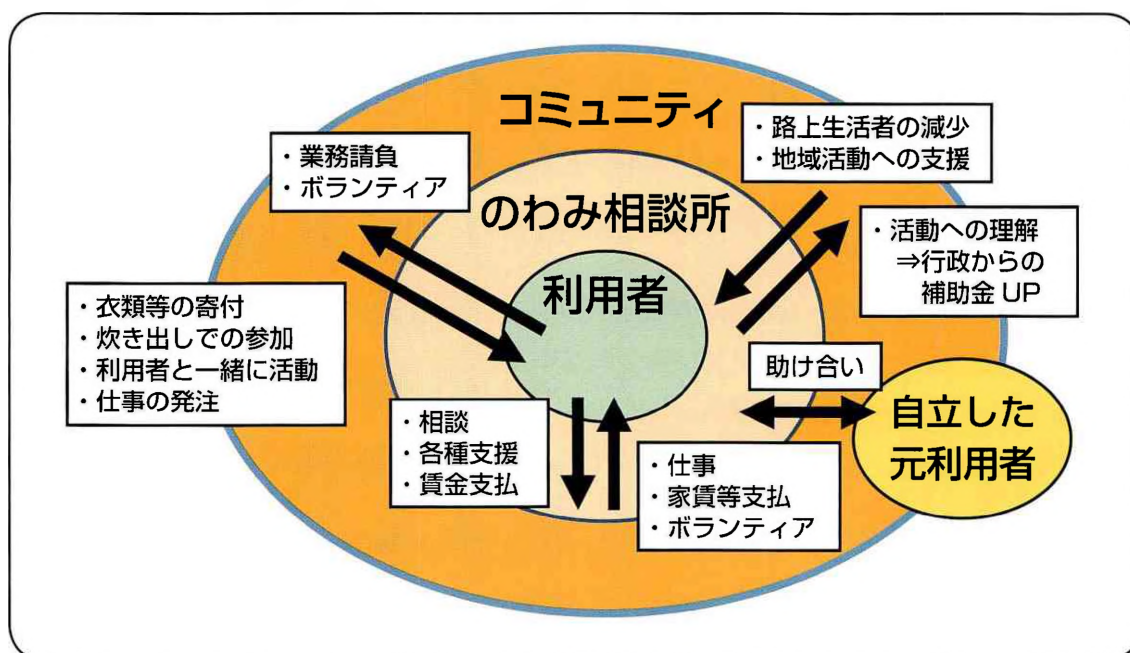 コミュニティ
・業務請負
・ボランティア
・路上生活者の減少
・地域活動への支援
のわみ相談所
・活動への理解
⇒行政からの
補助金 UP
利用者
・衣類等の寄付
・炊き出しでの参加
・利用者と一緒に活動
・仕事の発注
助け合い
自立した
元利用者
・相談
・各種支援
・賃金支払
・仕事
・家賃等支払
・ボランティア